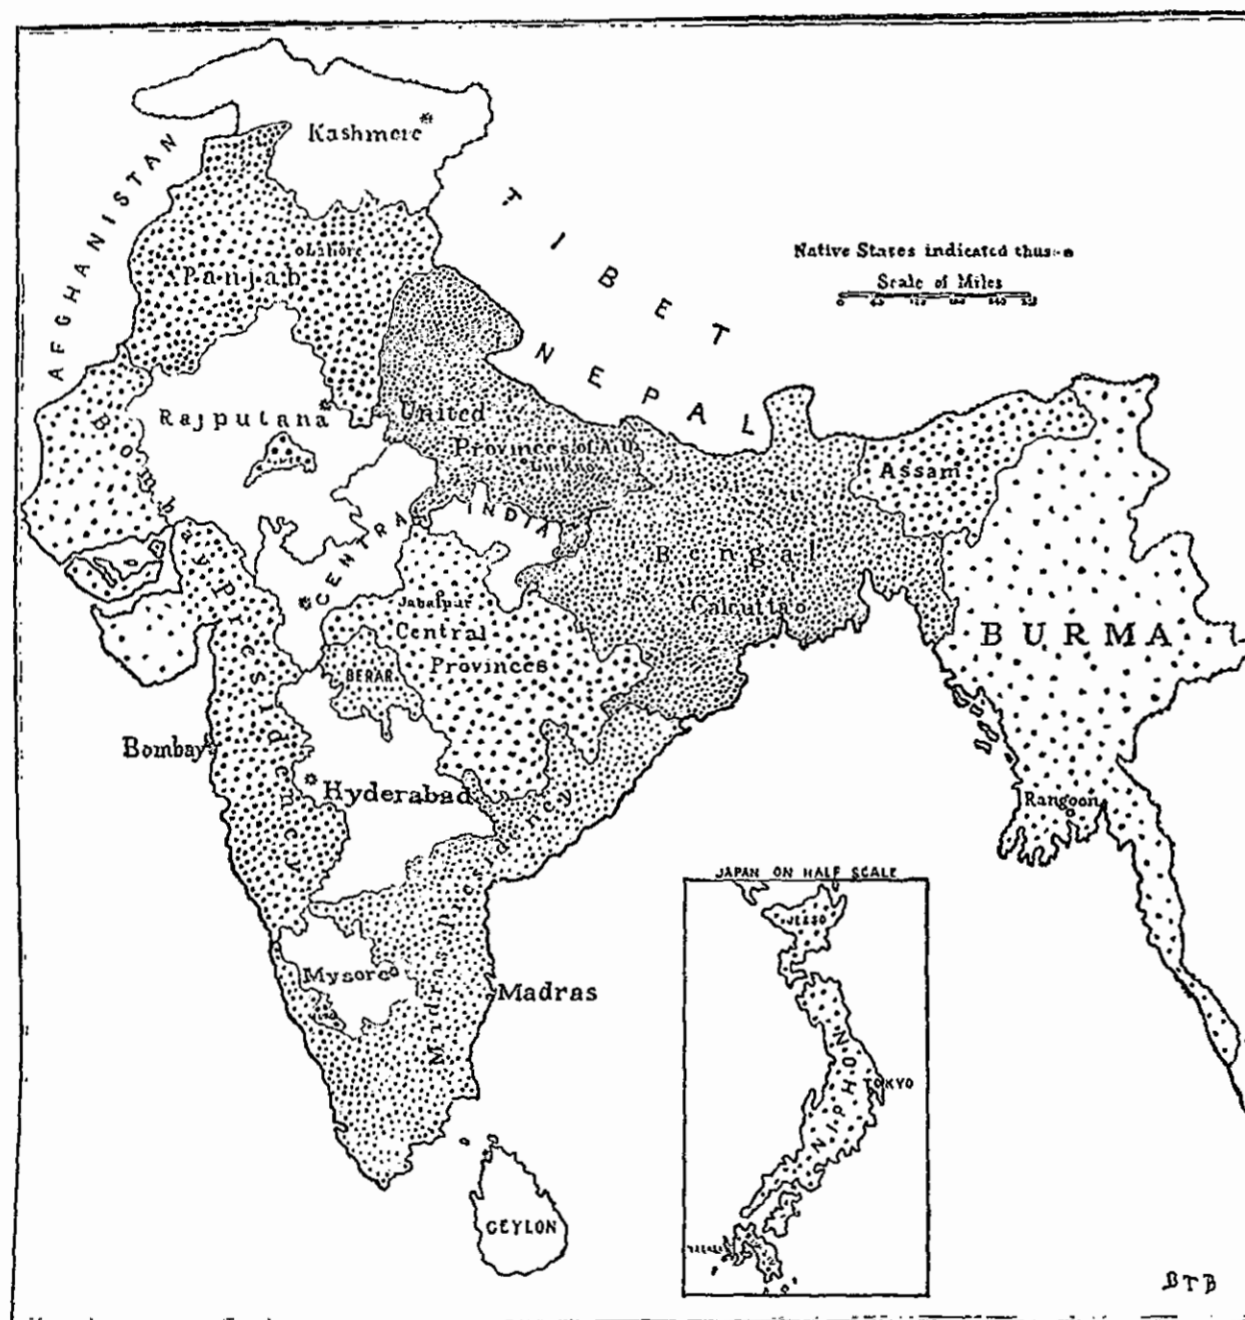 Kashmere*
AFGHANISTAN
TIBET
oLahore
Panjab
Native States indicated thus:-*
Scale of Miles
NEPAL
Rajputana*
United
Provinces of
Assam
CENTRAL INDIA
Bengal
Calcutta o
Jabalpur
Central
Provinces
BURMA
BERAR
Bombay Presidency
Bombay
*Hyderabad
Rangoon
Madras Presidency
JAPAN ON HALF SCALE
JESSO
Mysore
Madras
NIPHON
TOKYO
CEYLON
BTB